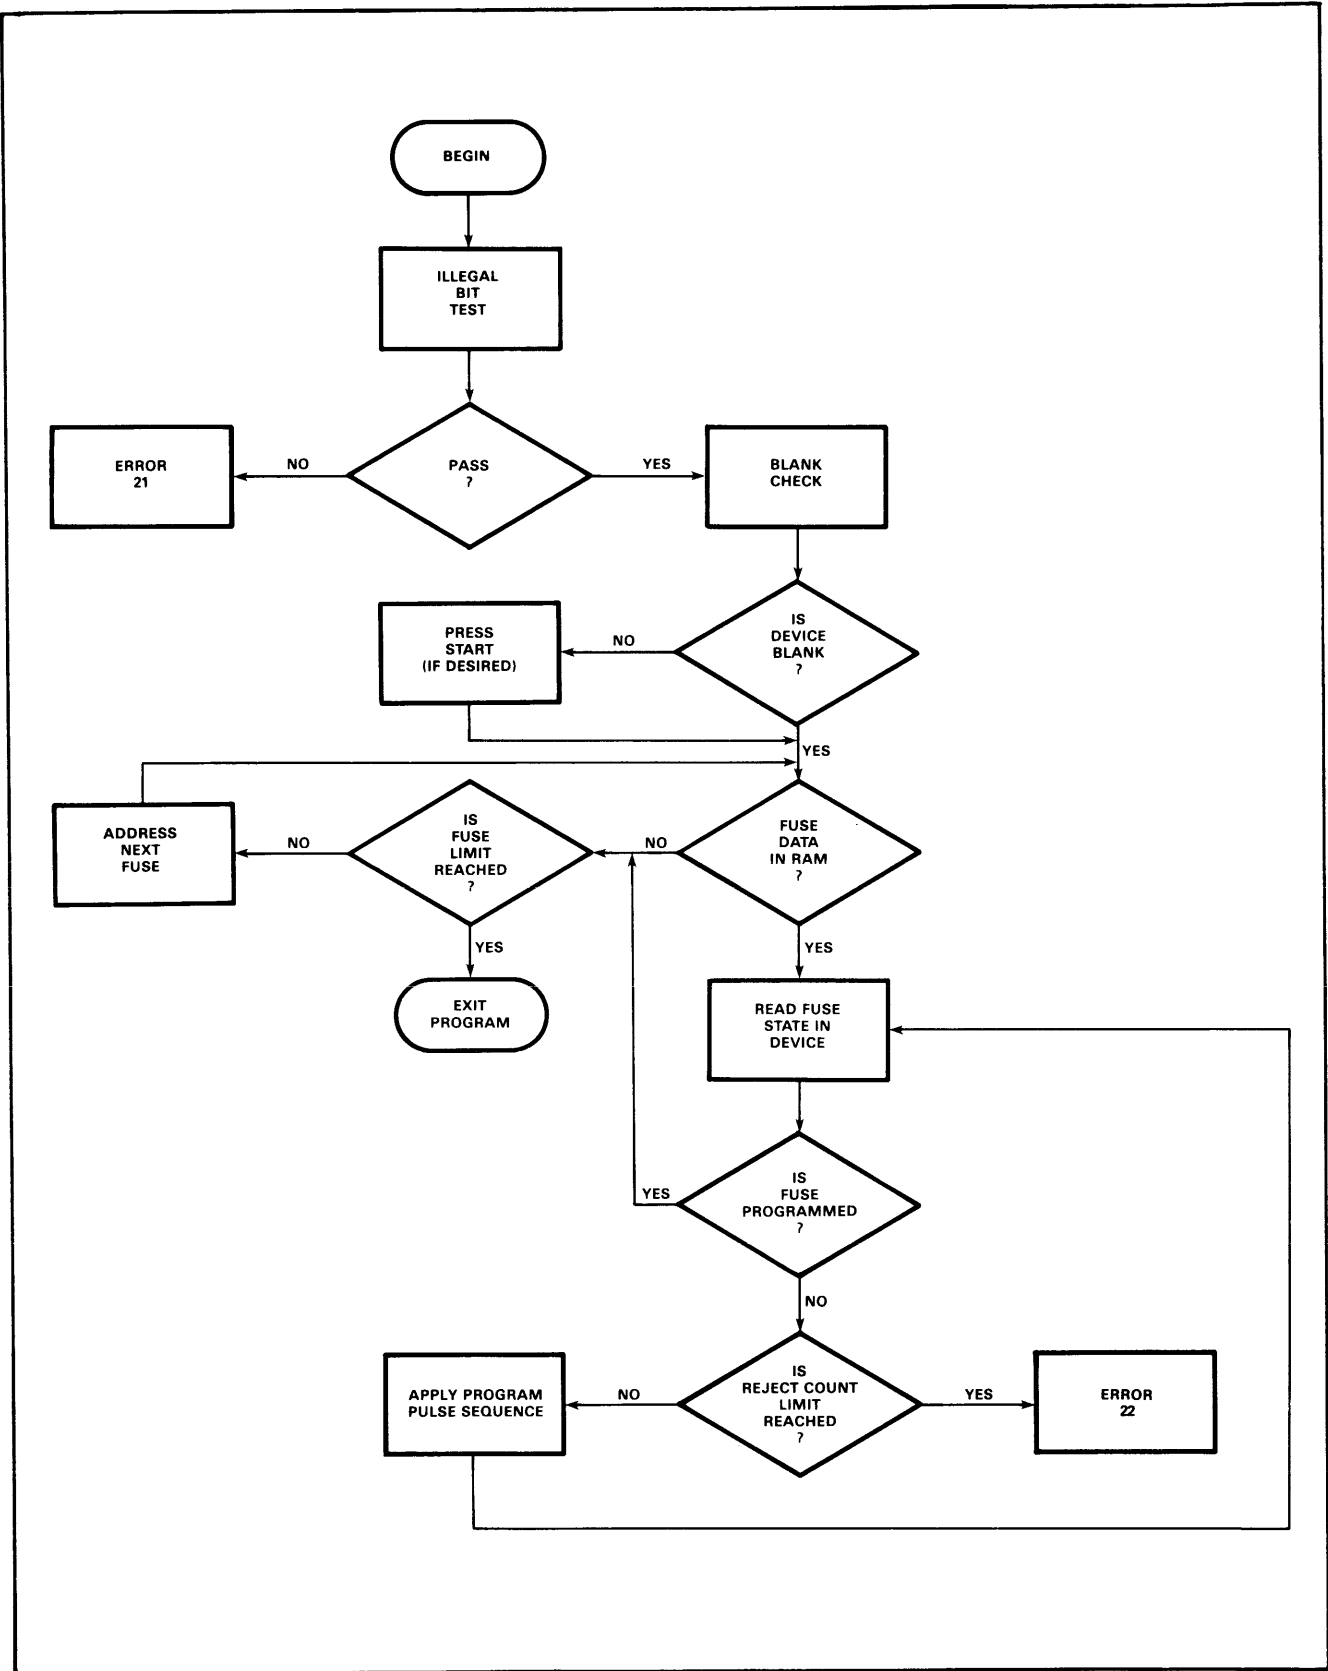 BEGIN
ILLEGAL
BIT
TEST
ERROR
21
NO
PASS
?
YES
BLANK
CHECK
PRESS
START
(IF DESIRED)
NO
IS
DEVICE
BLANK
?
YES
ADDRESS
NEXT
FUSE
NO
IS
FUSE
LIMIT
REACHED
?
NO
FUSE
DATA
IN RAM
?
YES
YES
EXIT
PROGRAM
READ FUSE
STATE IN
DEVICE
YES
IS
FUSE
PROGRAMMED
?
NO
APPLY PROGRAM
PULSE SEQUENCE
NO
IS
REJECT COUNT
LIMIT
REACHED
?
YES
ERROR
22